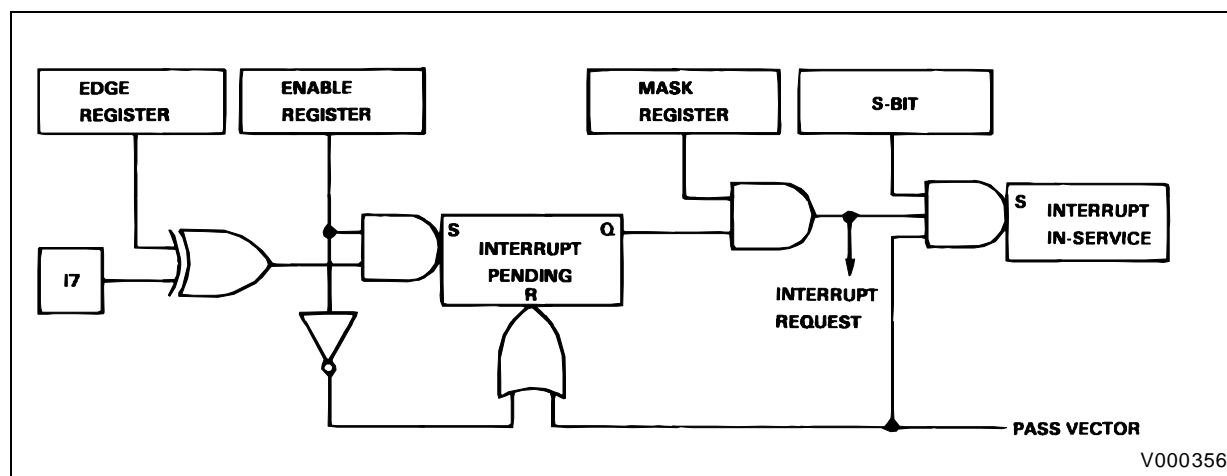 EDGE
REGISTER
ENABLE
REGISTER
MASK
REGISTER
S-BIT
I7
S
Q
INTERRUPT
PENDING
R
S
INTERRUPT
IN-SERVICE
INTERRUPT
REQUEST
PASS VECTOR
V000356